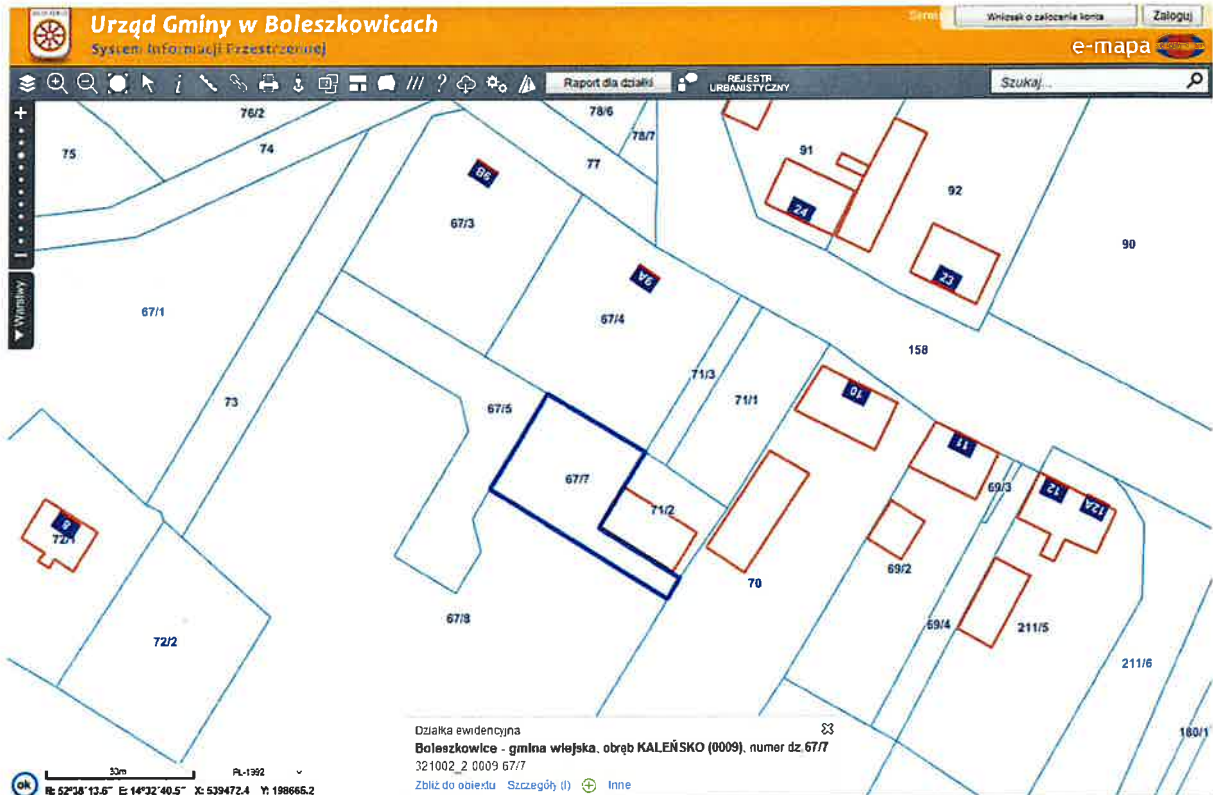 Urząd Gminy w Boleszkowicach
System Informacji Przestrzennej
Wniosek o założenie konta
Zaloguj
e-mapa
Raport dla działki
REJESTR
URBANISTYCZNY
Szukaj...
Warstwy
76/2
78/6
75
74
78/7
77
91
9B
92
24
67/3
90
9A
23
67/1
67/4
158
71/3
10
73
67/5
71/1
11
67/7
69/3
12
12A
71/2
8
72/1
69/2
70
67/8
69/4
211/5
72/2
211/6
180/1
Działka ewidencyjna
Boleszkowice - gmina wiejska, obręb KALEŃSKO (0009), numer dz. 67/7
321002_2.0009.67/7
Zbliż do obiektu Szczegóły (I) Inne
30m
PL-1992
ok
N: 52°38'13.6" E: 14°32'40.5" X: 539472.4 Y: 198665.2